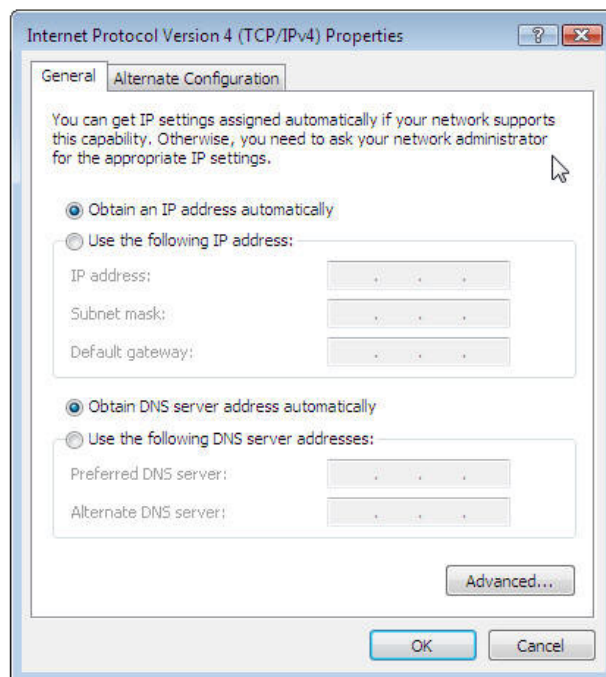 Internet Protocol Version 4 (TCP/IPv4) Properties
General
Alternate Configuration
You can get IP settings assigned automatically if your network supports
this capability. Otherwise, you need to ask your network administrator
for the appropriate IP settings.
Obtain an IP address automatically
Use the following IP address:
IP address:
Subnet mask:
Default gateway:
Obtain DNS server address automatically
Use the following DNS server addresses:
Preferred DNS server:
Alternate DNS server:
Advanced...
OK
Cancel